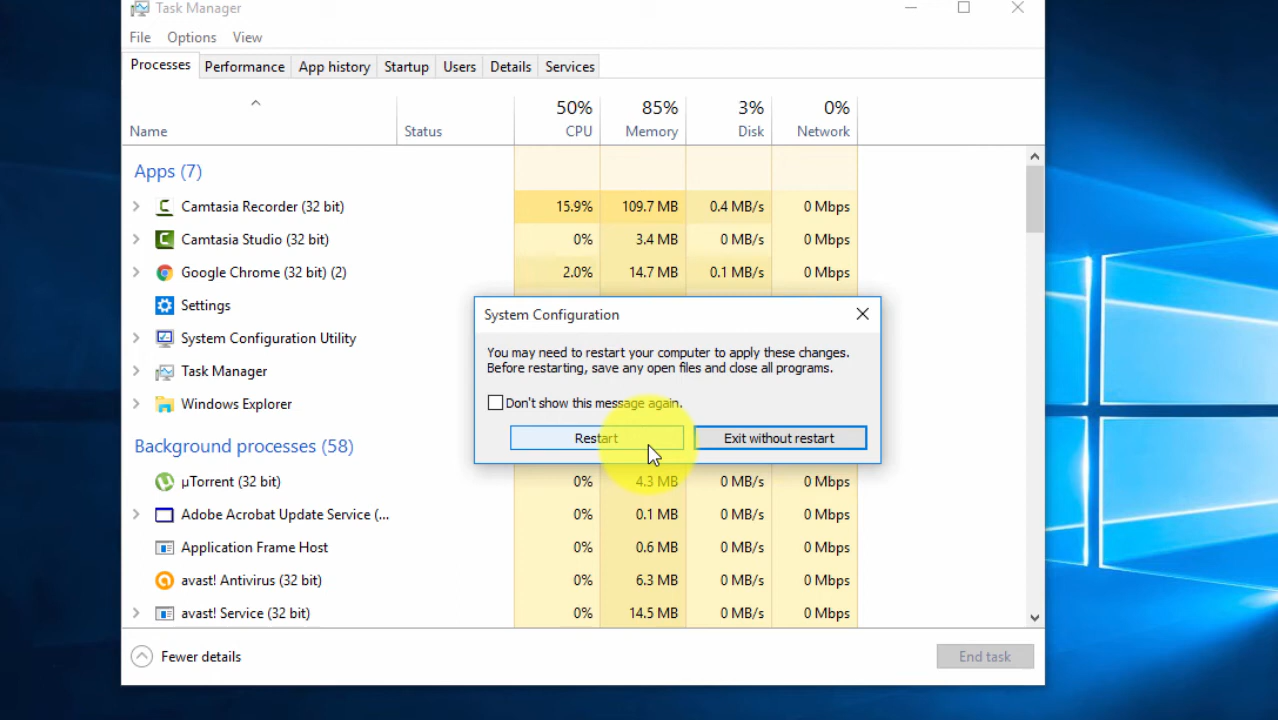 Task Manager
File Options View
Processes Performance App history Startup Users Details Services
50% 85% 3% 0%
Name Status CPU Memory Disk Network
Apps (7)
Camtasia Recorder (32 bit) 15.9% 109.7 MB 0.4 MB/s 0 Mbps
Camtasia Studio (32 bit) 0% 3.4 MB 0 MB/s 0 Mbps
Google Chrome (32 bit) (2) 2.0% 14.7 MB 0.1 MB/s 0 Mbps
Settings
System Configuration Utility
Task Manager
Windows Explorer
System Configuration
You may need to restart your computer to apply these changes.
Before restarting, save any open files and close all programs.
Don't show this message again.
Restart Exit without restart
Background processes (58)
µTorrent (32 bit) 0% 4.3 MB 0 MB/s 0 Mbps
Adobe Acrobat Update Service (... 0% 0.1 MB 0 MB/s 0 Mbps
Application Frame Host 0% 0.6 MB 0 MB/s 0 Mbps
avast! Antivirus (32 bit) 0% 6.3 MB 0 MB/s 0 Mbps
avast! Service (32 bit) 0% 14.5 MB 0 MB/s 0 Mbps
Fewer details End task